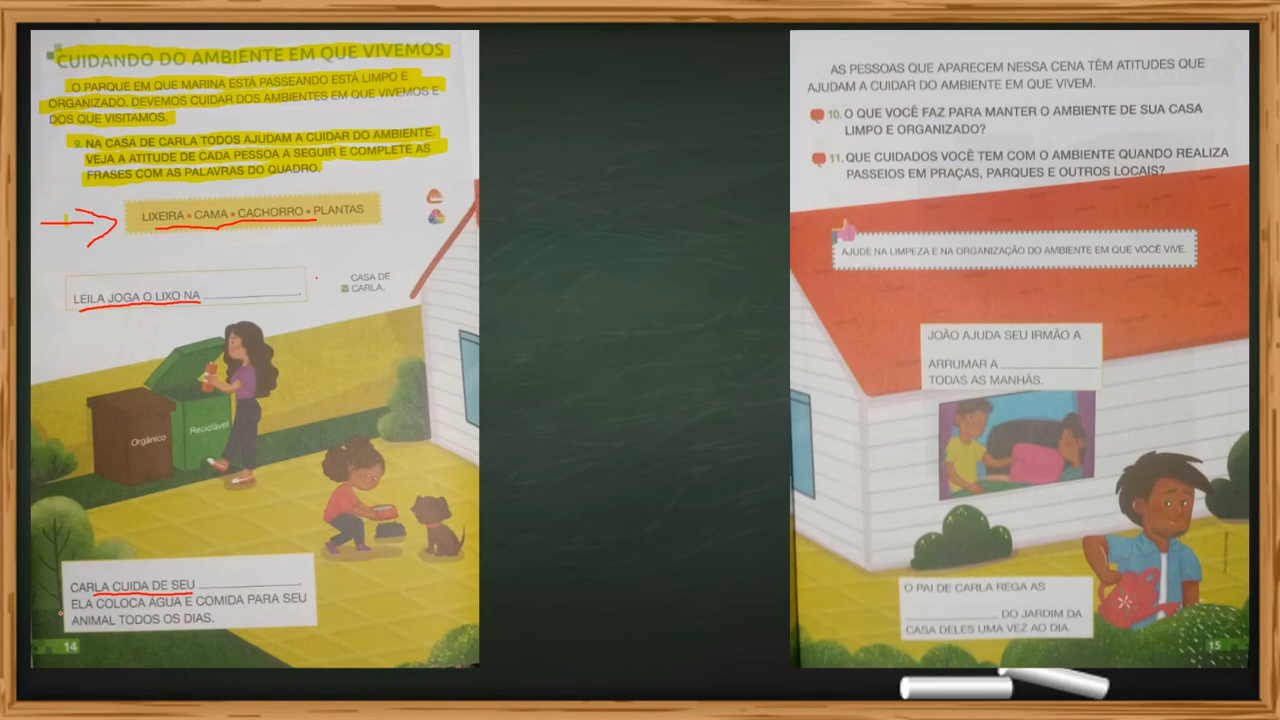 CUIDANDO DO AMBIENTE EM QUE VIVEMOS
O PARQUE EM QUE MARINA ESTÁ PASSEANDO ESTÁ LIMPO E
ORGANIZADO. DEVEMOS CUIDAR DOS AMBIENTES EM QUE VIVEMOS E
DOS QUE VISITAMOS.
9. NA CASA DE CARLA TODOS AJUDAM A CUIDAR DO AMBIENTE.
VEJA A ATITUDE DE CADA PESSOA A SEGUIR E COMPLETE AS
FRASES COM AS PALAVRAS DO QUADRO.
LIXEIRA • CAMA • CACHORRO • PLANTAS
LEILA JOGA O LIXO NA ____________.
CASA DE
CARLA.
Orgânico
Reciclável
CARLA CUIDA DE SEU ____________.
ELA COLOCA ÁGUA E COMIDA PARA SEU
ANIMAL TODOS OS DIAS.
14
AS PESSOAS QUE APARECEM NESSA CENA TÊM ATITUDES QUE
AJUDAM A CUIDAR DO AMBIENTE EM QUE VIVEM.
10. O QUE VOCÊ FAZ PARA MANTER O AMBIENTE DE SUA CASA
LIMPO E ORGANIZADO?
11. QUE CUIDADOS VOCÊ TEM COM O AMBIENTE QUANDO REALIZA
PASSEIOS EM PRAÇAS, PARQUES E OUTROS LOCAIS?
AJUDE NA LIMPEZA E NA ORGANIZAÇÃO DO AMBIENTE EM QUE VOCÊ VIVE.
JOÃO AJUDA SEU IRMÃO A
ARRUMAR A ____________
TODAS AS MANHÃS.
O PAI DE CARLA REGA AS
____________ DO JARDIM DA
CASA DELES UMA VEZ AO DIA.
15